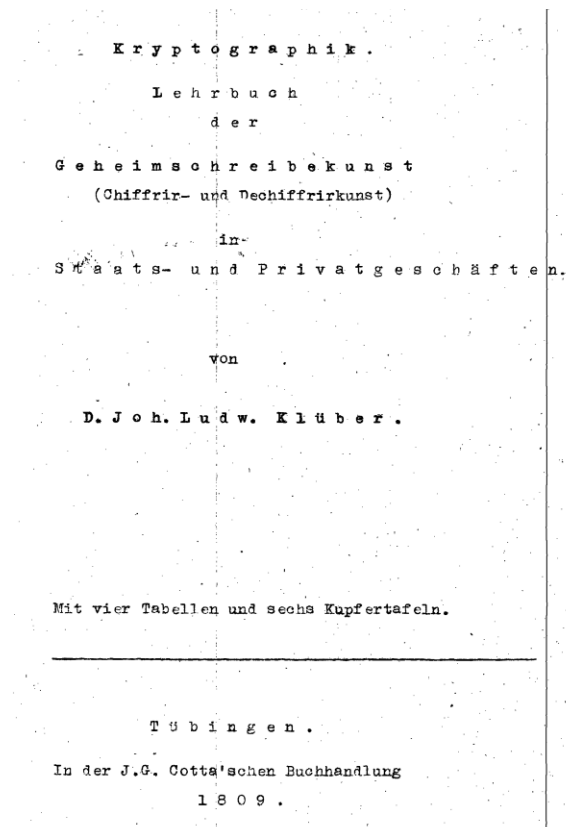 Kryptographik.
Lehrbuch
der
Geheimschreibekunst
(Chiffrir- und Dechiffrirkunst)
in
Staats- und Privatgeschäften.
von
D. Joh. Ludw. Klüber.
Mit vier Tabellen und sechs Kupfertafeln.
Tübingen.
In der J.G. Cotta'schen Buchhandlung
1809.